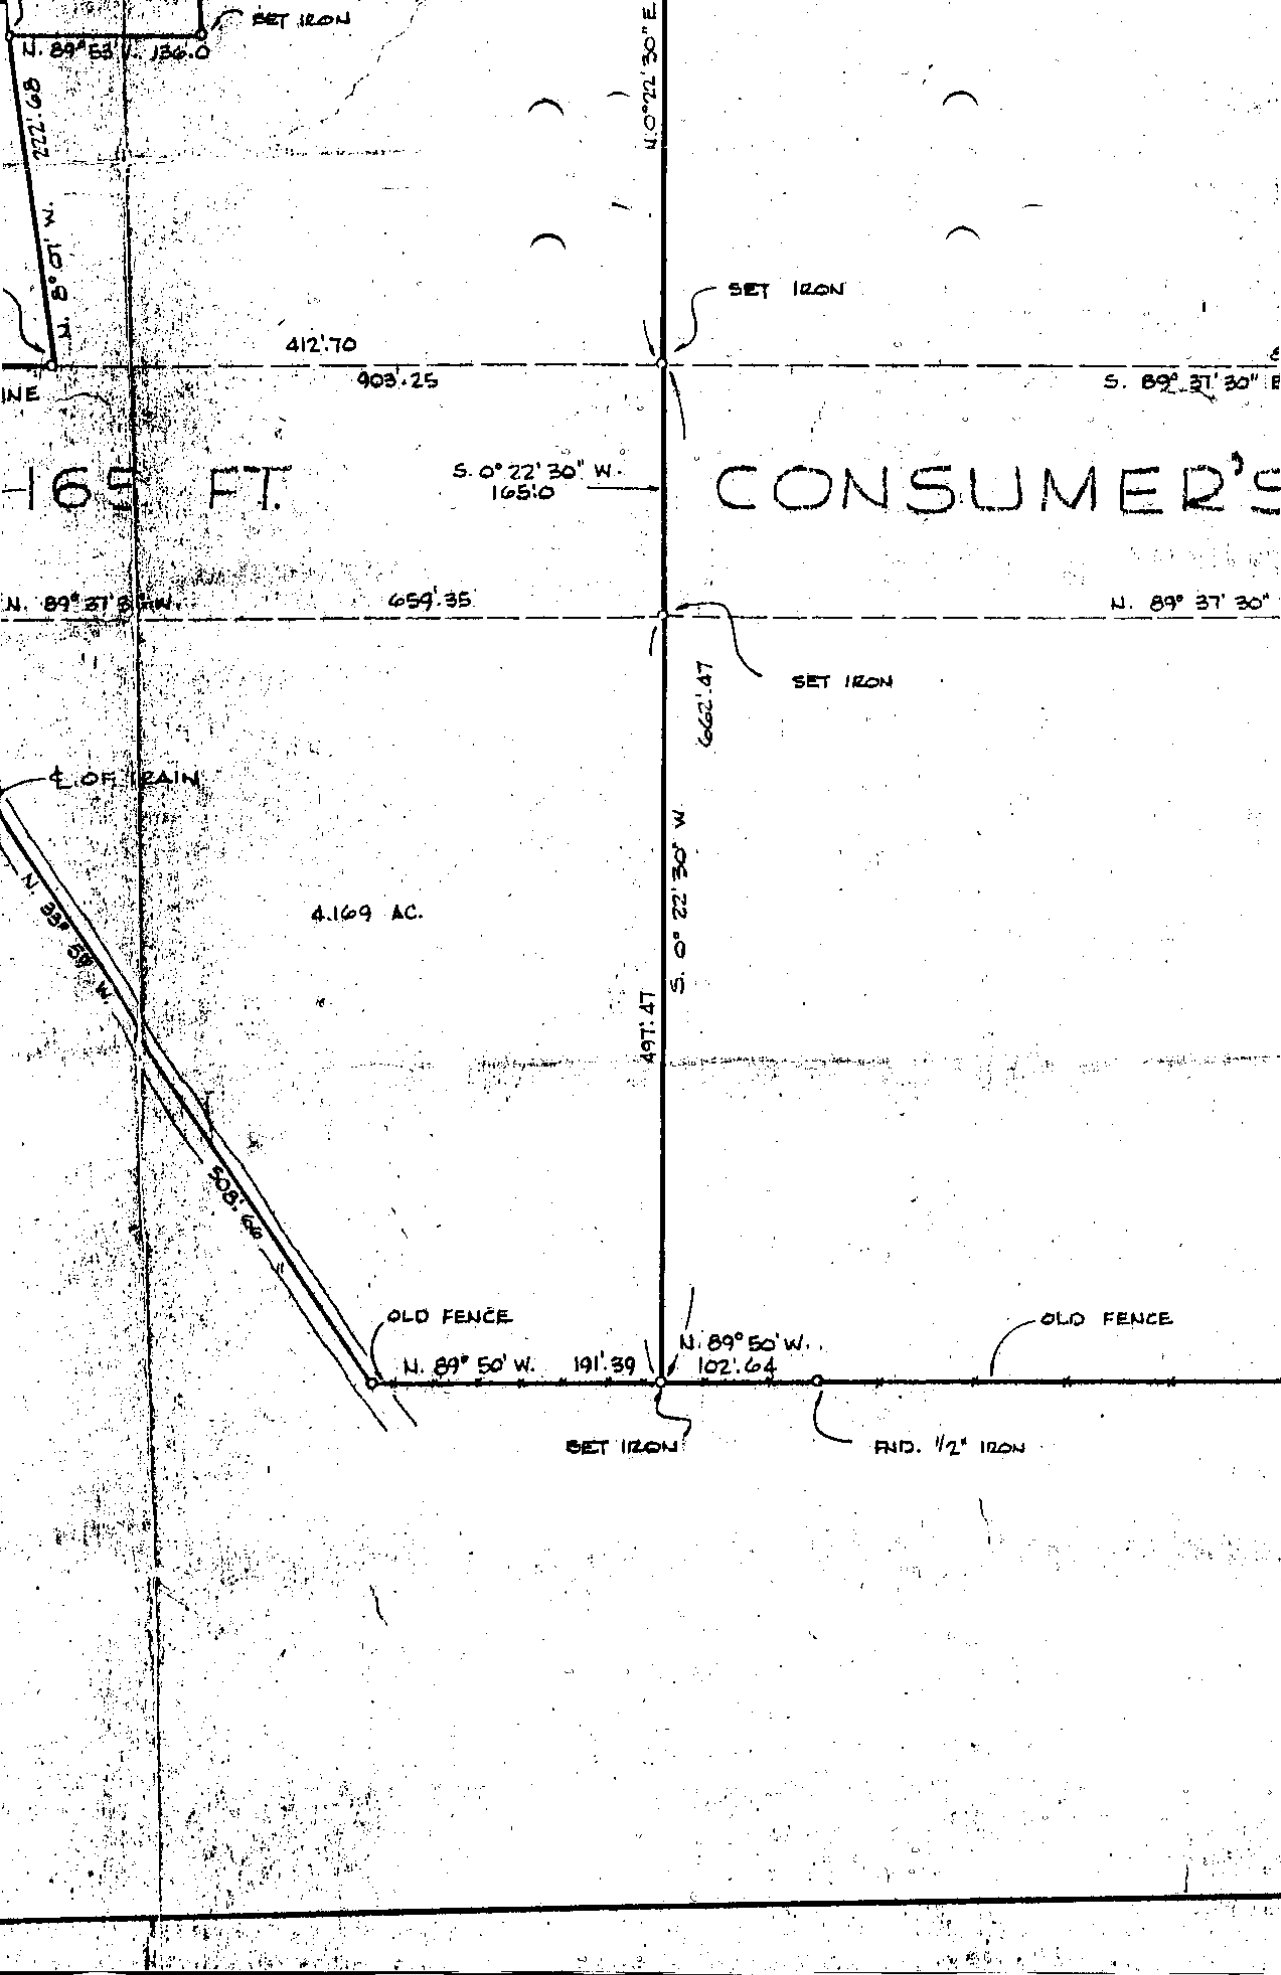 SET IRON
N. 89° 53' 136.0
222'.68
N. 8° 07' W.
N. 0° 22' 30" E.
SET IRON
412'.70
903'.25
S. 89° 37' 30" E
INE
165 FT.
S. 0° 22' 30" W.
165'.0
CONSUMER'S
N. 89° 37' 3
659'.35
N. 89° 37' 30"
SET IRON
662'.47
℄ OF DRAIN
N. 33° W.
4.169 AC.
S. 0° 22' 30" W.
497'.47
508'.66
OLD FENCE
OLD FENCE
N. 89° 50' W. 191'.39
N. 89° 50' W.
102'.64
SET IRON
FND. 1/2" IRON